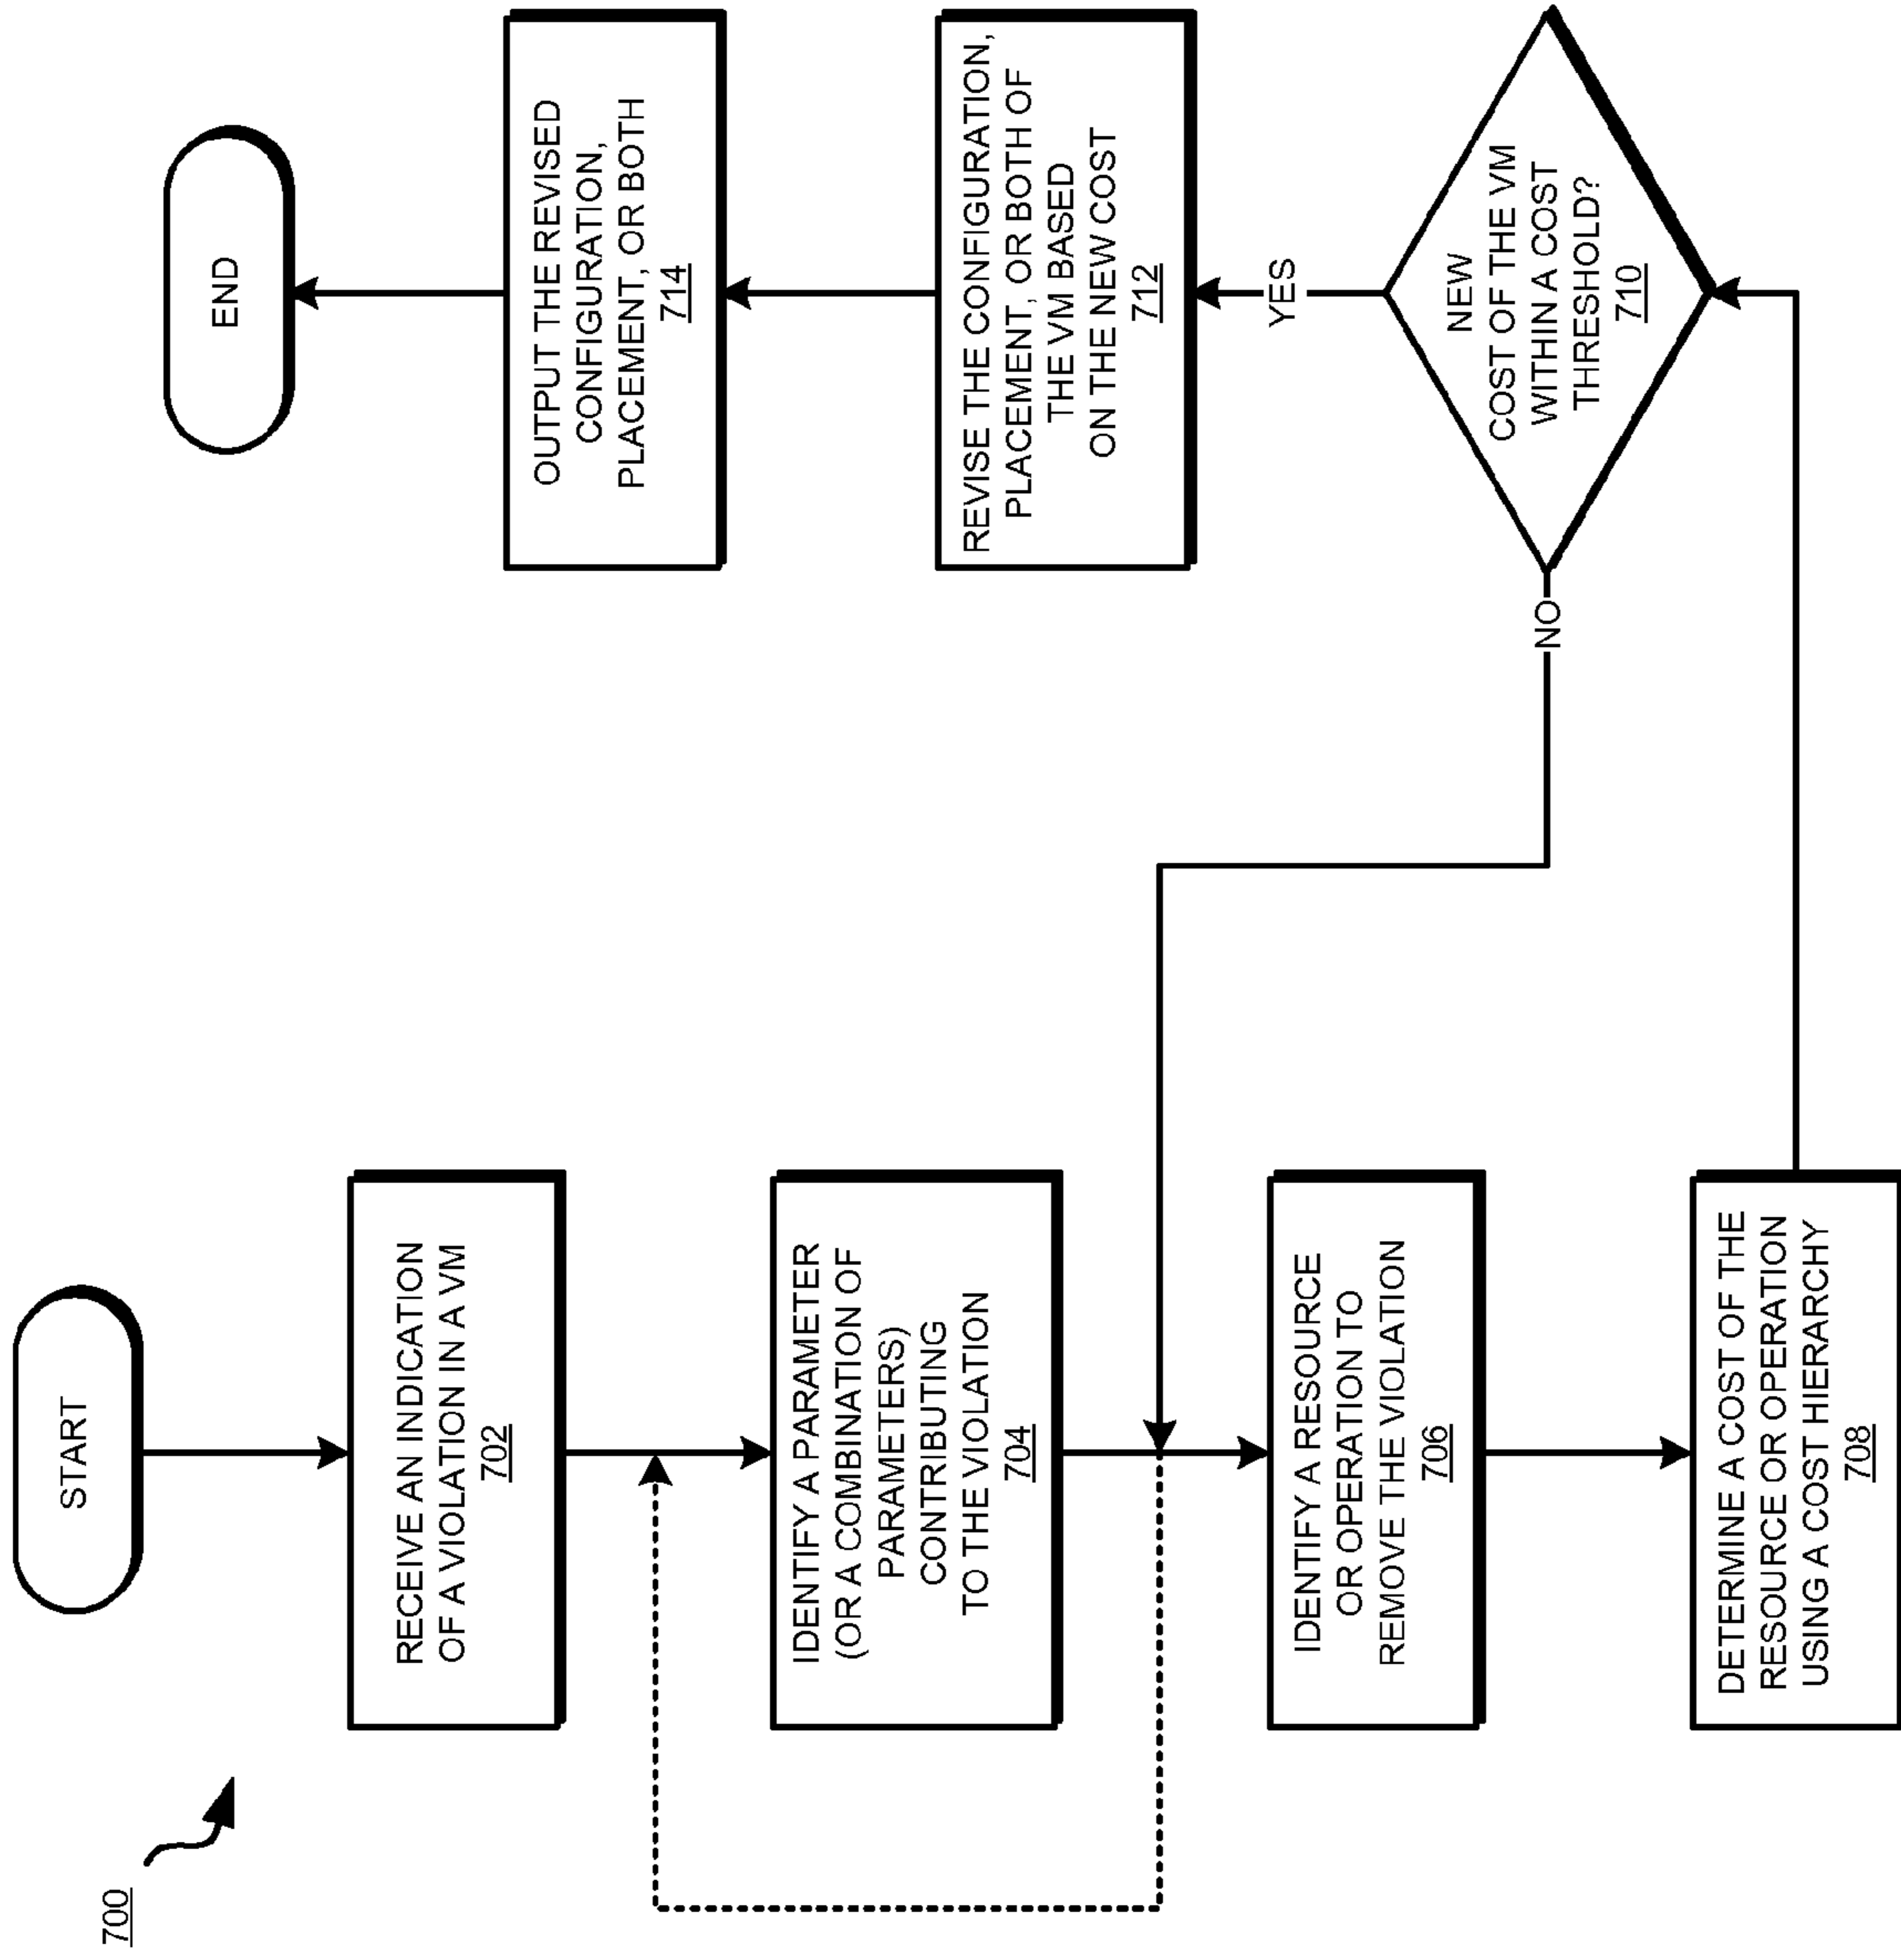 700
START
RECEIVE AN INDICATION
OF A VIOLATION IN A VM
702
IDENTIFY A PARAMETER
(OR A COMBINATION OF
PARAMETERS)
CONTRIBUTING
TO THE VIOLATION
704
IDENTIFY A RESOURCE
OR OPERATION TO
REMOVE THE VIOLATION
706
DETERMINE A COST OF THE
RESOURCE OR OPERATION
USING A COST HIERARCHY
708
NEW
COST OF THE VM
WITHIN A COST
THRESHOLD?
710
NO
YES
REVISE THE CONFIGURATION,
PLACEMENT, OR BOTH OF
THE VM BASED
ON THE NEW COST
712
OUTPUT THE REVISED
CONFIGURATION,
PLACEMENT, OR BOTH
714
END